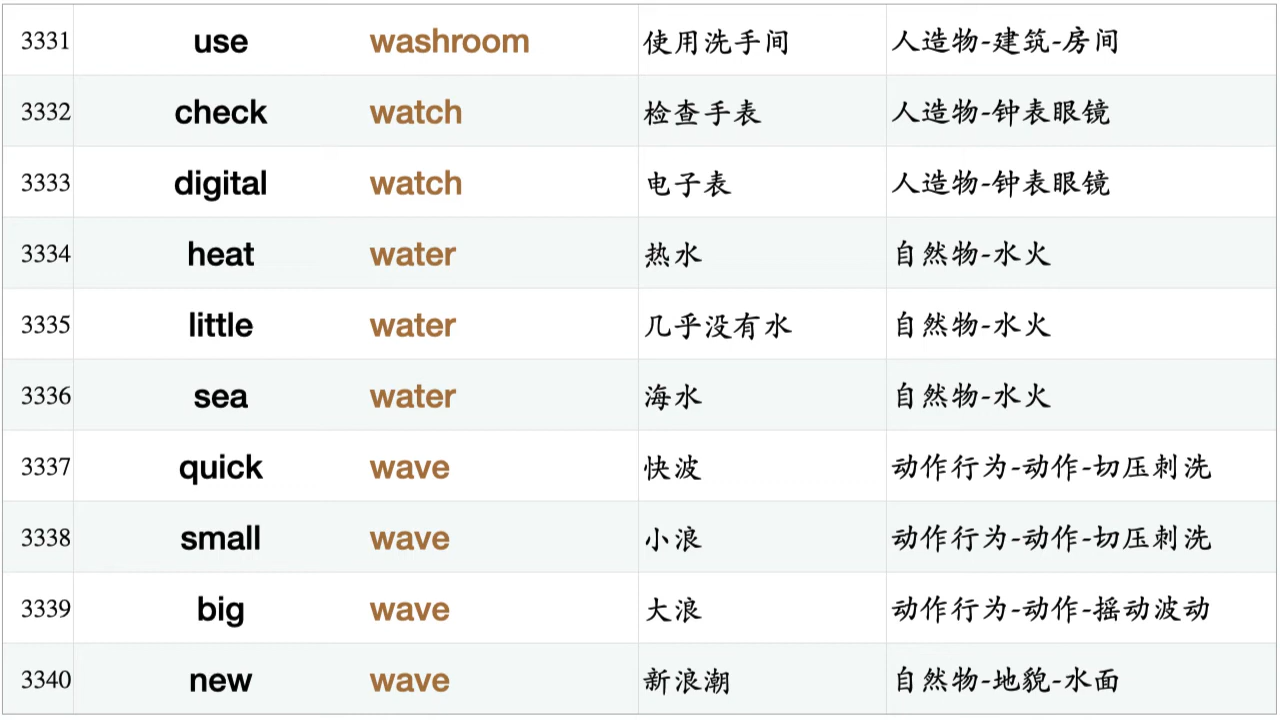 3331 use washroom 使用洗手间 人造物-建筑-房间
3332 check watch 检查手表 人造物-钟表眼镜
3333 digital watch 电子表 人造物-钟表眼镜
3334 heat water 热水 自然物-水火
3335 little water 几乎没有水 自然物-水火
3336 sea water 海水 自然物-水火
3337 quick wave 快波 动作行为-动作-切压刺洗
3338 small wave 小浪 动作行为-动作-切压刺洗
3339 big wave 大浪 动作行为-动作-摇动波动
3340 new wave 新浪潮 自然物-地貌-水面